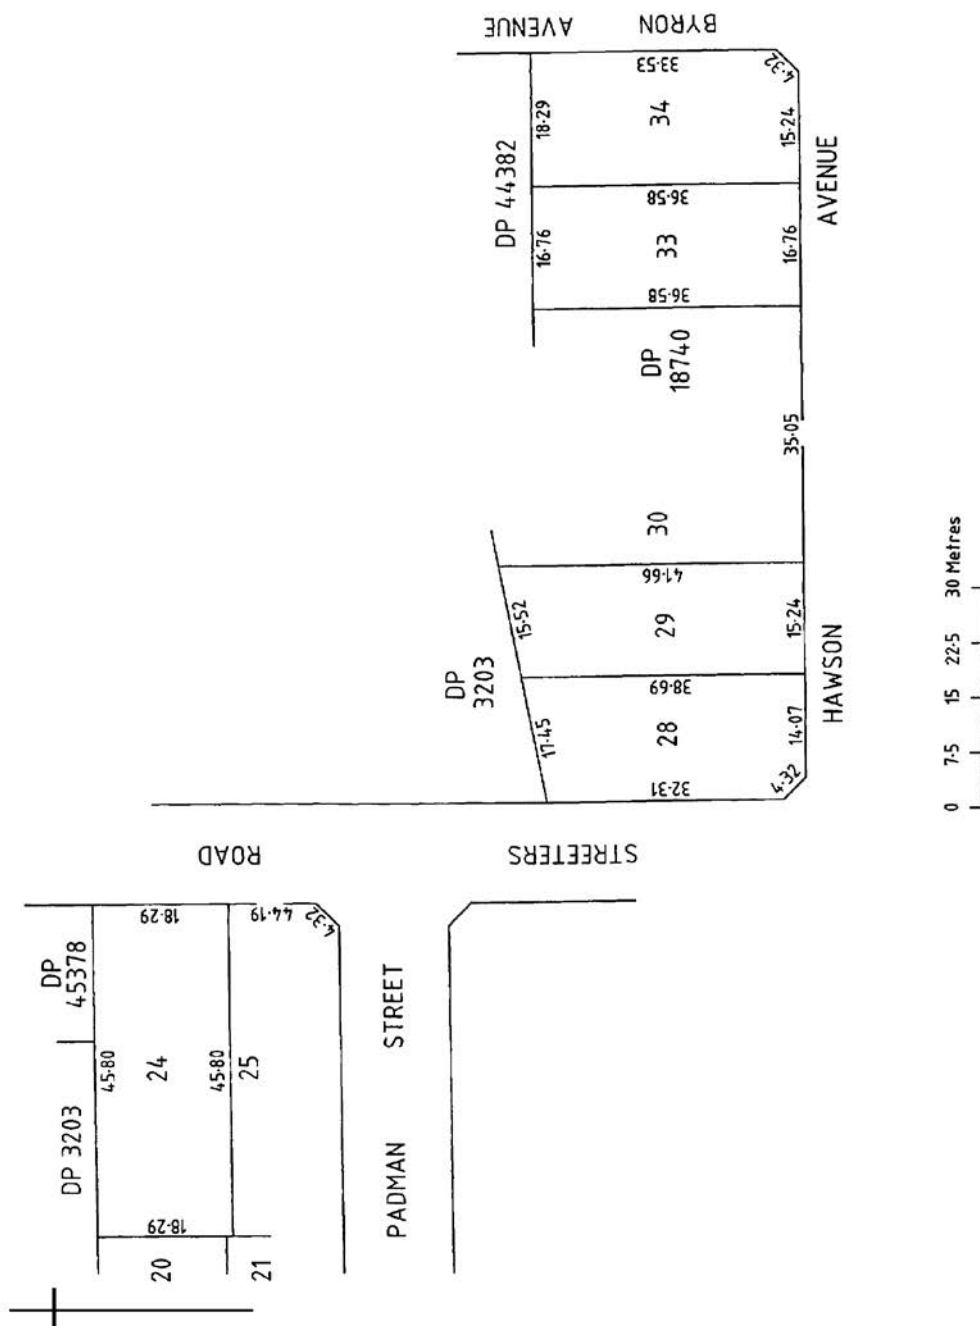 BYRON
AVENUE
DP 44382
18·29
33·53
4·32
34
15·24
36·58
16·76
33
16·76
36·58
AVENUE
DP
18740
35·05
30
41·66
15·52
29
15·24
DP
3203
38·69
17·45
28
14·07
HAWSON
32·31
4·32
ROAD
STREETERS
DP
45378
18·29
44·19
4·32
DP 3203
45·80
24
45·80
25
18·29
20
21
PADMAN
STREET
0
7·5
15
22·5
30 Metres